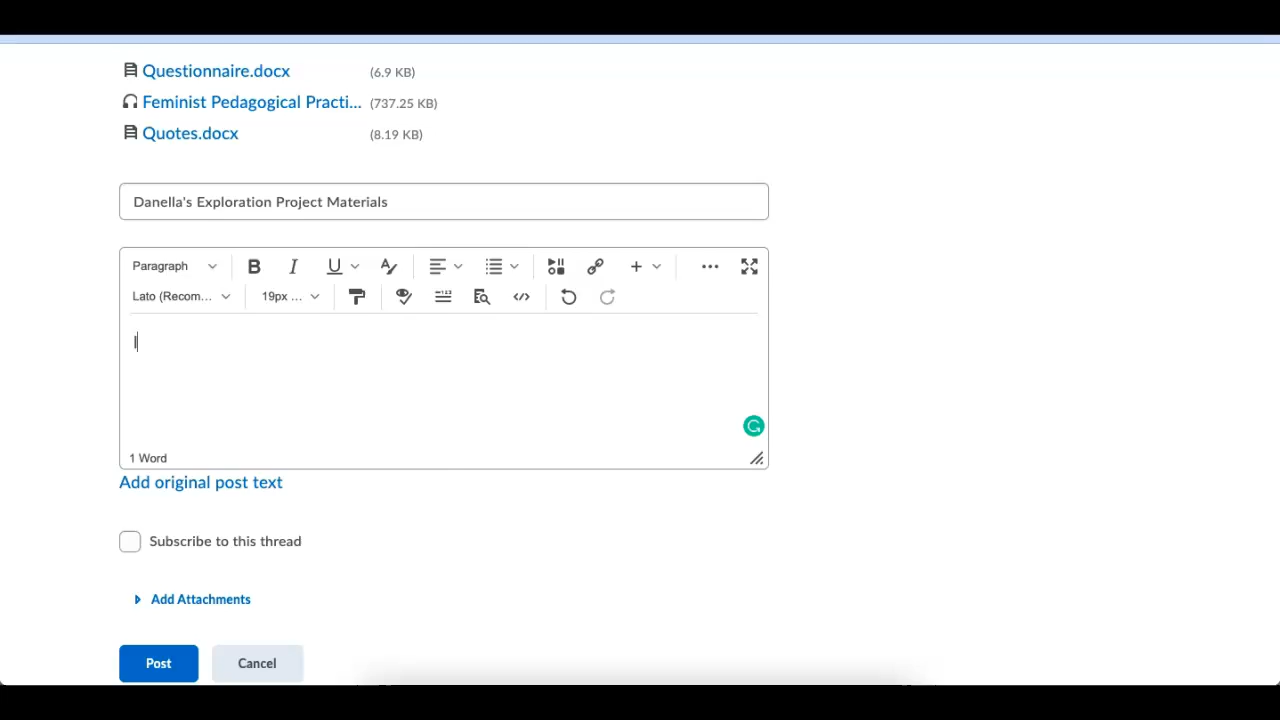 Questionnaire.docx (6.9 KB)
Feminist Pedagogical Practi... (737.25 KB)
Quotes.docx (8.19 KB)
Danella's Exploration Project Materials
Paragraph B I U
Lato (Recom... 19px ...
I
1 Word
Add original post text
Subscribe to this thread
Add Attachments
Post Cancel